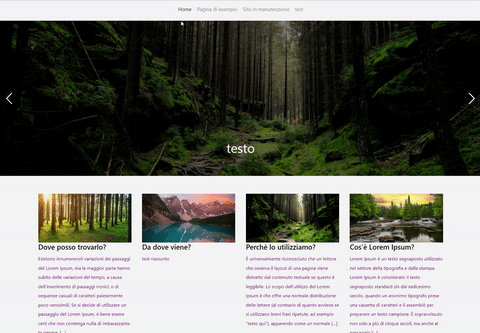 Home Pagina di esempio Sito in manutenzione test
testo
Dove posso trovarlo?
Esistono innumerevoli variazioni dei passaggi
del Lorem Ipsum, ma la maggior parte hanno
subito delle variazioni del tempo, a causa
dell'inserimento di passaggi ironici, o di
sequenze casuali di caratteri palesemente
poco verosimili. Se si decide di utilizzare un
passaggio del Lorem Ipsum, è bene essere
certi che non contenga nulla di imbarazzante.
Da dove viene?
test riassunto
Perché lo utilizziamo?
È universalmente riconosciuto che un lettore
che osserva il layout di una pagina viene
distratto dal contenuto testuale se questo è
leggibile. Lo scopo dell'utilizzo del Lorem
Ipsum è che offre una normale distribuzione
delle lettere (al contrario di quanto avviene se
si utilizzano brevi frasi ripetute, ad esempio
"testo qui"), apparendo come un normale [...]
Cos'è Lorem Ipsum?
Lorem Ipsum è un testo segnaposto utilizzato
nel settore della tipografia e della stampa.
Lorem Ipsum è considerato il testo
segnaposto standard sin dal sedicesimo
secolo, quando un anonimo tipografo prese
una cassetta di caratteri e li assemblò per
preparare un testo campione. È sopravvissuto
non solo a più di cinque secoli, ma anche al